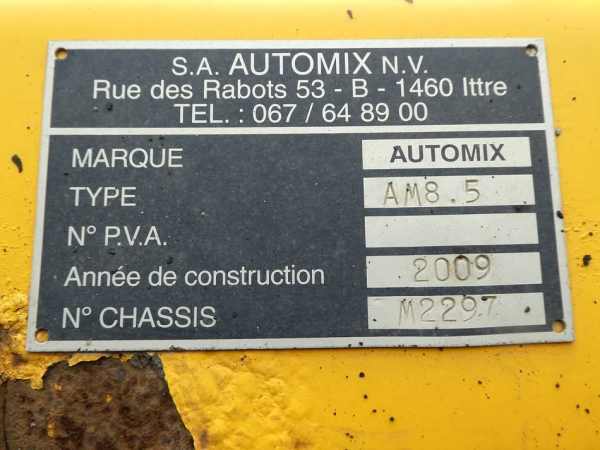 S.A. AUTOMIX N.V.
Rue des Rabots 53 - B - 1460 Ittre
TEL. : 067 / 64 89 00
MARQUE AUTOMIX
TYPE AM8.5
N° P.V.A.
Année de construction 2009
N° CHASSIS M2297